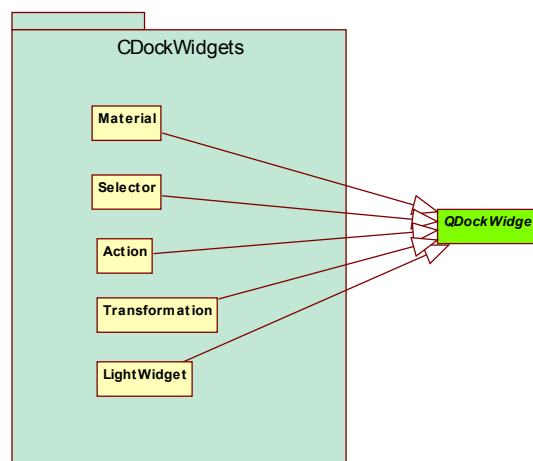 CDockWidgets
Material
Selector
QDockWidge
Action
Transformation
LightWidget